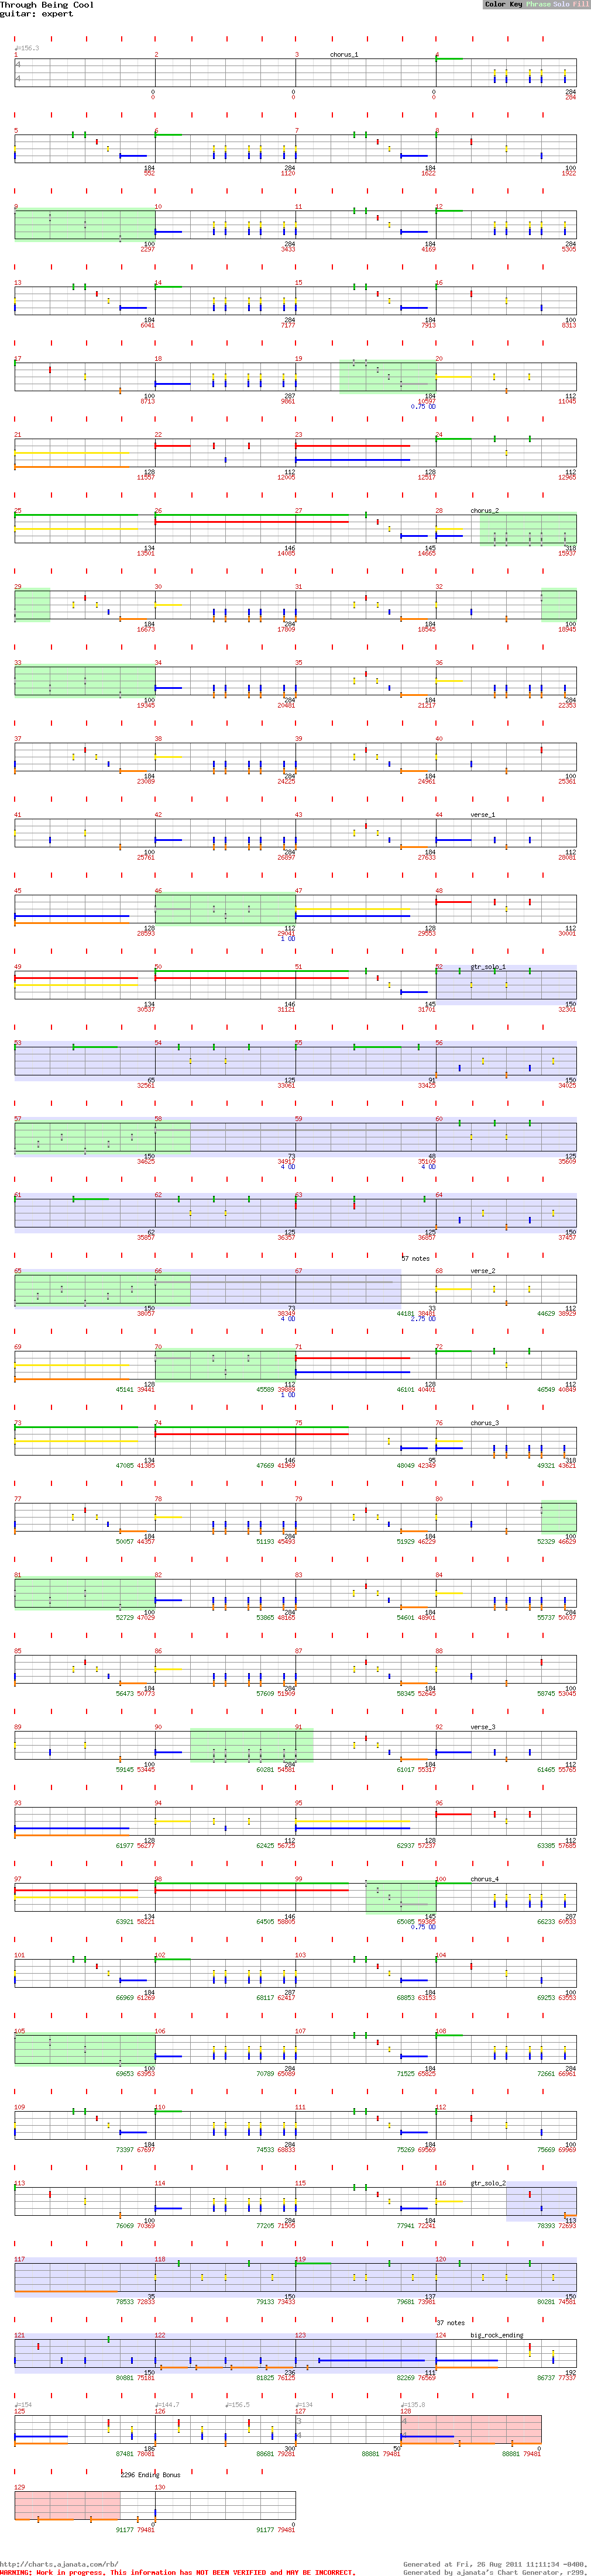 Through Being Cool
guitar: expert
Color Key Phrase Solo Fill
♩=156.3
1 2 3 chorus_1 4
4
4
0 0 0 284
0 0 0 284
5 6 7 8
184 284 184 100
592 1120 1622 1922
9 10 11 12
100 284 184 284
2297 3433 4169 5305
13 14 15 16
184 284 184 100
6041 7177 7913 8313
17 18 19 20
100 287 184 112
8713 9861 10597 11045
0.75 OD
21 22 23 24
128 112 128 112
11557 12005 12517 12965
25 26 27 28 chorus_2
134 146 145 318
13501 14085 14665 15937
29 30 31 32
184 284 184 100
16673 17809 18545 18945
33 34 35 36
100 284 184 284
19345 20481 21217 22353
37 38 39 40
184 284 184 100
23089 24225 24961 25361
41 42 43 44 verse_1
100 284 184 112
25761 26897 27633 28081
45 46 47 48
128 112 128 112
28593 29041 29553 30001
1 OD
49 50 51 52 gtr_solo_1
134 146 145 150
30537 31121 31701 32301
53 54 55 56
65 125 91 150
32561 33061 33425 34025
57 58 59 60
150 73 48 125
34625 34917 35109 35609
4 OD 4 OD
61 62 63 64
62 125 125 150
35857 36357 36857 37457
57 notes
65 66 67 68 verse_2
150 73 33 112
38057 38349 44181 38481 44629 38929
4 OD 2.75 OD
69 70 71 72
128 112 128 112
45141 39441 45589 39889 46101 40401 46549 40849
1 OD
73 74 75 76 chorus_3
134 146 95 318
47085 41385 47669 41969 48049 42349 49321 43621
77 78 79 80
184 284 184 100
50057 44357 51193 45493 51929 46229 52329 46629
81 82 83 84
100 284 184 284
52729 47029 53865 48165 54601 48901 55737 50037
85 86 87 88
184 284 184 100
56473 50773 57609 51909 58345 52645 58745 53045
89 90 91 92 verse_3
100 284 184 112
59145 53445 60281 54581 61017 55317 61465 55765
93 94 95 96
128 112 128 112
61977 56277 62425 56725 62937 57237 63385 57685
97 98 99 100 chorus_4
134 146 145 287
63921 58221 64505 58805 65085 59385 66233 60533
0.75 OD
101 102 103 104
184 287 184 100
66969 61269 68117 62417 68853 63153 69253 63553
105 106 107 108
100 284 184 284
69653 63953 70789 65089 71525 65825 72661 66961
109 110 111 112
184 284 184 100
73397 67697 74533 68833 75269 69569 75669 69969
113 114 115 116 gtr_solo_2
100 284 184 113
76069 70369 77205 71505 77941 72241 78393 72693
117 118 119 120
35 150 137 150
78533 72833 79133 73433 79681 73981 80281 74581
37 notes
121 122 123 124 big_rock_ending
150 236 111 192
80881 75181 81825 76125 82269 76569 86737 77337
♩=154 ♩=144.7 ♩=156.5 ♩=134 ♩=135.8
125 126 127 128
3 4
4 4
186 300 50 0
87481 78081 88681 79281 88881 79481 88881 79481
2296 Ending Bonus
129 130
0 0
91177 79481 91177 79481
http://charts.ajanata.com/rb/
Generated at Fri, 26 Aug 2011 11:11:34 -0400.
WARNING: Work in progress. This information has NOT BEEN VERIFIED and MAY BE INCORRECT.
Generated by ajanata's Chart Generator, r299.